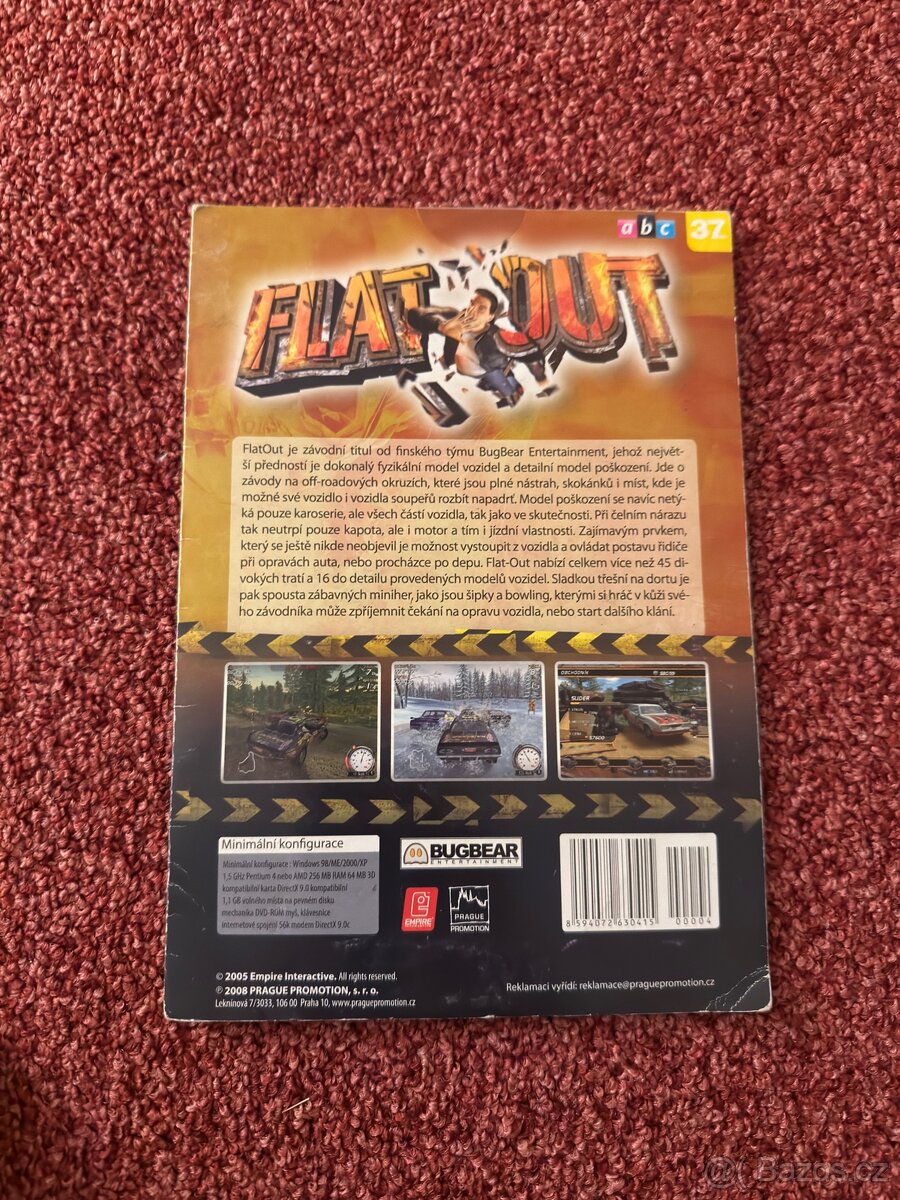 abc 37
FLAT OUT
FlatOut je závodní titul od finského týmu BugBear Entertainment, jehož největ-
ší předností je dokonalý fyzikální model vozidel a detailní model poškození. Jde o
závody na off-roadových okruzích, které jsou plné nástrah, skokánků i míst, kde je
možné své vozidlo i vozidla soupeřů rozbít napadrť. Model poškození se navíc netý-
ká pouze karoserie, ale všech částí vozidla, tak jako ve skutečnosti. Při čelním nárazu
tak neutrpí pouze kapota, ale i motor a tím i jízdní vlastnosti. Zajímavým prvkem,
který se ještě nikde neobjevil je možnost vystoupit z vozidla a ovládat postavu řidiče
při opravách auta, nebo procházce po depu. Flat-Out nabízí celkem více než 45 di-
vokých tratí a 16 do detailu provedených modelů vozidel. Sladkou třešní na dortu je
pak spousta zábavných miniher, jako jsou šipky a bowling, kterými si hráč v kůži své-
ho závodníka může zpříjemnit čekání na opravu vozidla, nebo start dalšího klání.
OBCHODNÍK
SLIDER
Minimální konfigurace
Minimální konfigurace : Windows 98/ME/2000/XP
1,5 GHz Pentium 4 nebo AMD 256 MB RAM 64 MB 3D
kompatibilní karta DirectX 9.0 kompatibilní
1,1 GB volného místa na pevném disku
mechanika DVD-ROM myš, klávesnice
internetové spojení 56k modem DirectX 9.0c
BUGBEAR
ENTERTAINMENT
EMPIRE
PRAGUE
PROMOTION
8 594072 630415 00004
© 2005 Empire Interactive. All rights reserved.
© 2008 PRAGUE PROMOTION, s. r. o.
Leknínová 7/3033, 106 00 Praha 10, www.praguepromotion.cz
Reklamaci vyřídí: reklamace@praguepromotion.cz
Bazos.cz